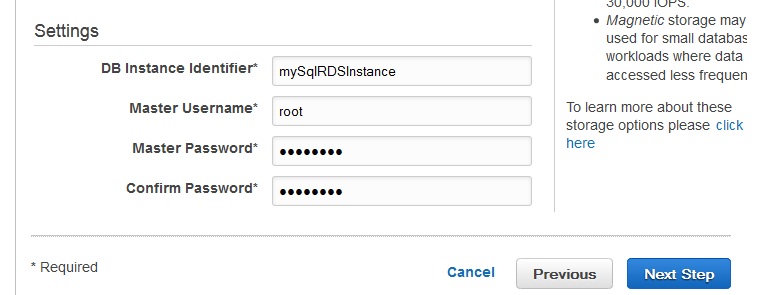 Settings
DB Instance Identifier* mySqlRDSInstance
Master Username* root
Master Password* ●●●●●●●●
Confirm Password* ●●●●●●●●
* Required
Cancel Previous Next Step
30,000 IOPS.
• Magnetic storage may
used for small databas
workloads where data
accessed less frequen
To learn more about these
storage options please click
here